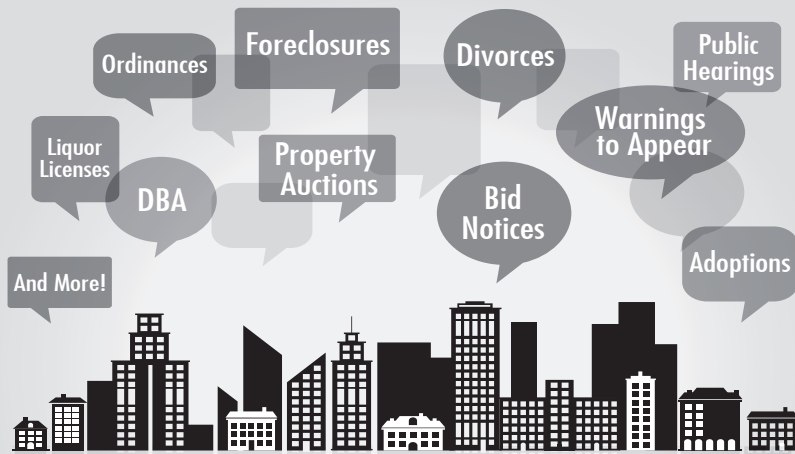 Ordinances
Foreclosures
Divorces
Public
Hearings
Liquor
Licenses
DBA
Property
Auctions
Warnings
to Appear
Bid
Notices
And More!
Adoptions